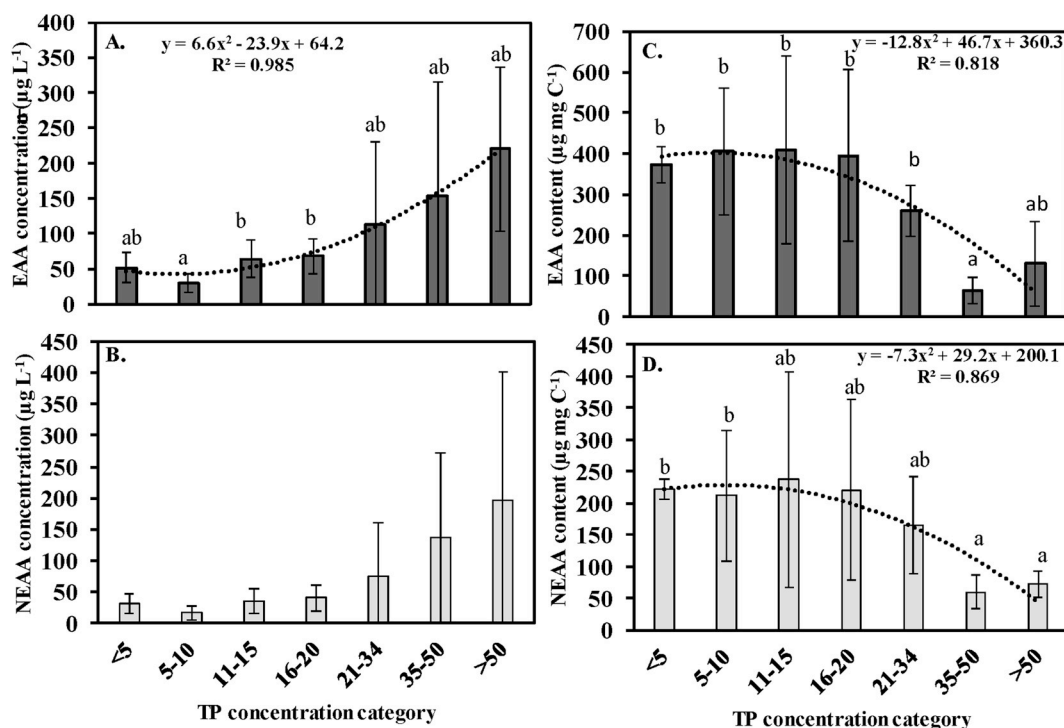 A.
y = 6.6x² - 23.9x + 64.2
R² = 0.985
EAA concentration (µg L⁻¹)
400
350
300
250
200
150
100
50
0
ab
a
b
b
ab
ab
ab
B.
NEAA concentration (µg L⁻¹)
450
400
350
300
250
200
150
100
50
0
<5
5-10
11-15
16-20
21-34
35-50
>50
TP concentration category
C.
y = -12.8x² + 46.7x + 360.3
R² = 0.818
EAA content (µg mg C⁻¹)
700
600
500
400
300
200
100
0
b
b
b
b
b
a
ab
D.
y = -7.3x² + 29.2x + 200.1
R² = 0.869
NEAA content (µg mg C⁻¹)
450
400
350
300
250
200
150
100
50
0
b
b
ab
ab
ab
a
a
<5
5-10
11-15
16-20
21-34
35-50
>50
TP concentration category